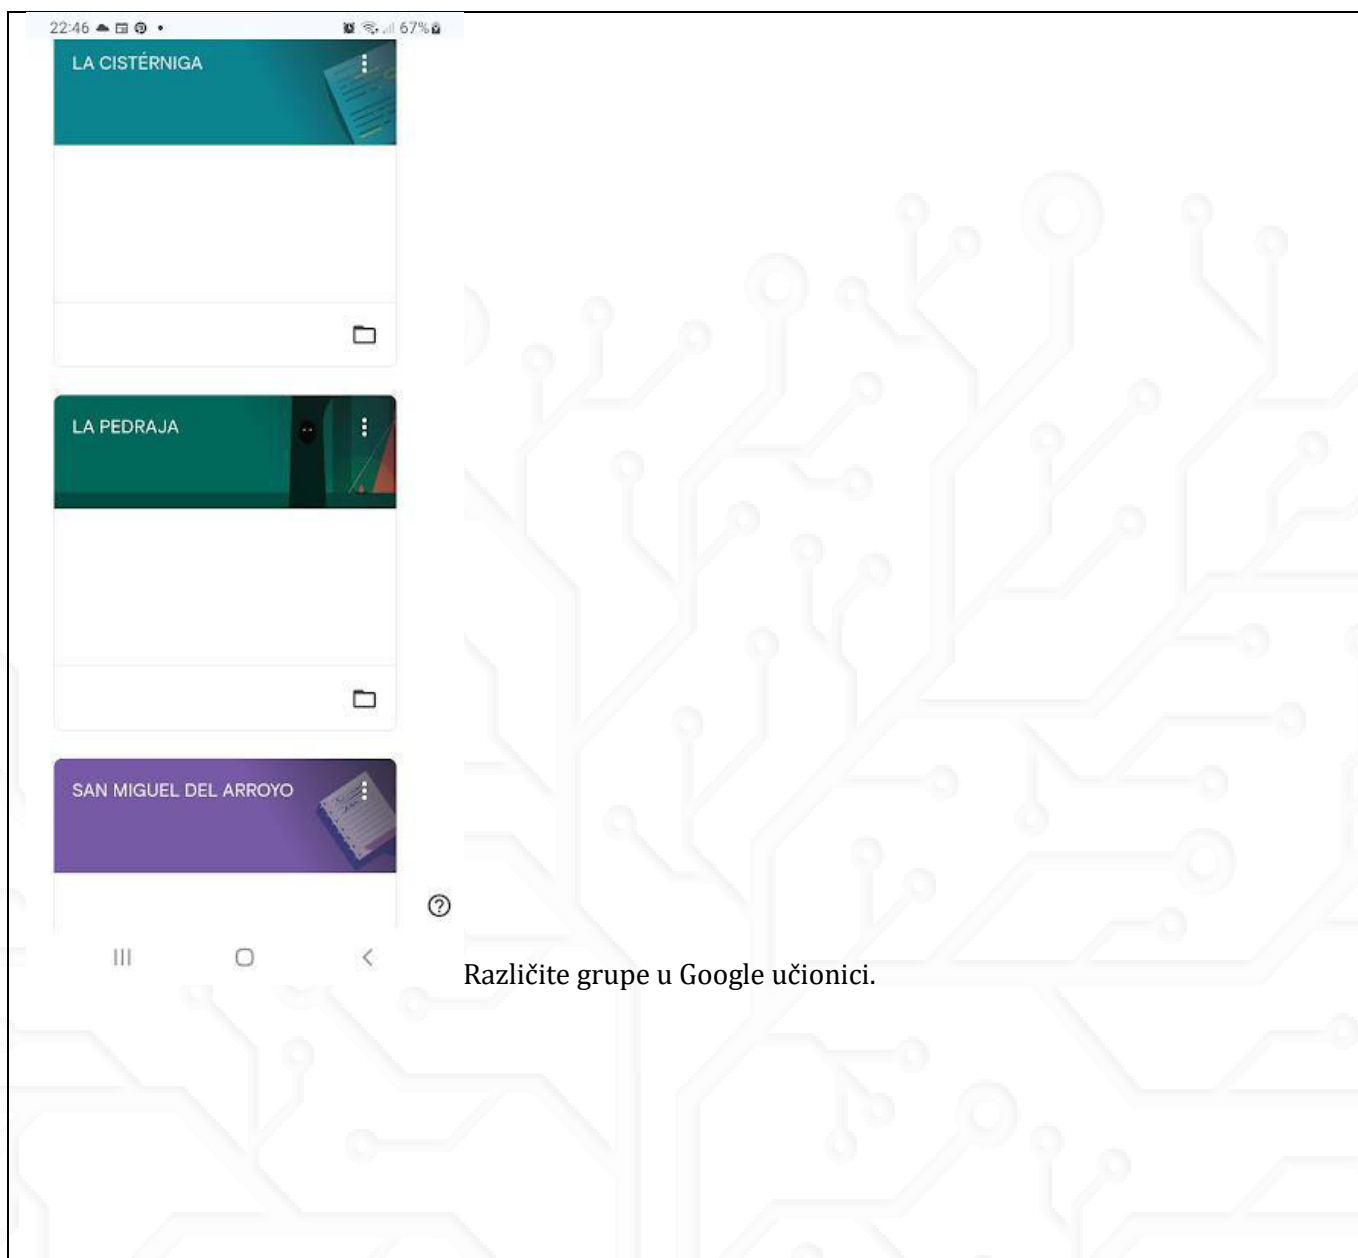 22:46
67%
LA CISTÉRNIGA
LA PEDRAJA
SAN MIGUEL DEL ARROYO
Različite grupe u Google učionici.